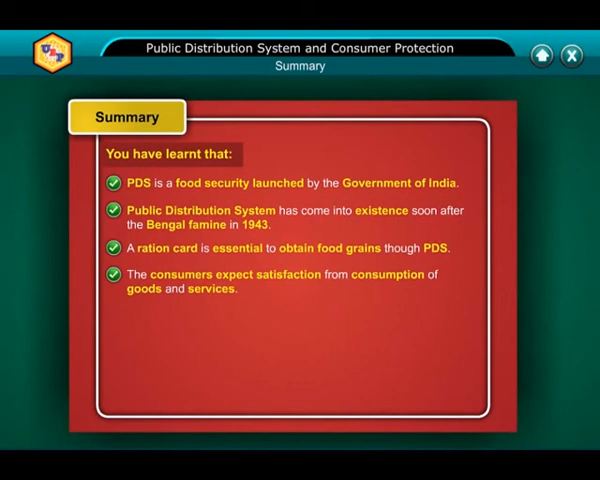 Public Distribution System and Consumer Protection
Summary
Summary
You have learnt that:
PDS is a food security launched by the Government of India.
Public Distribution System has come into existence soon after
the Bengal famine in 1943.
A ration card is essential to obtain food grains though PDS.
The consumers expect satisfaction from consumption of
goods and services.